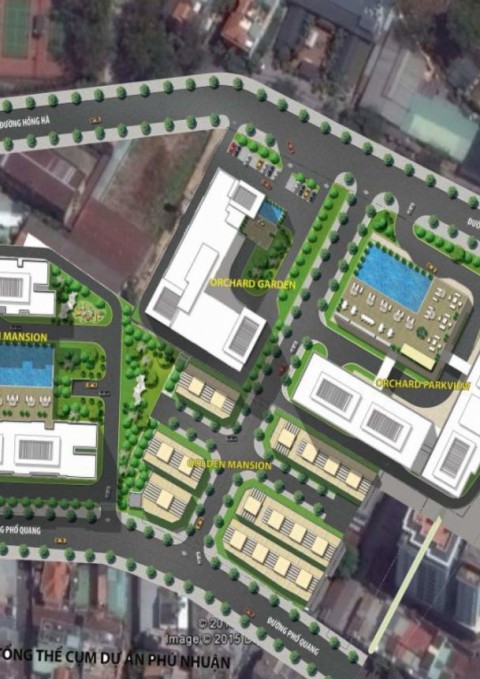 ĐƯỜNG HỒNG HÀ
ORCHARD GARDEN
MANSION
ORCHARD PARKVIEW
GOLDEN MANSION
PHỔ QUANG
ĐƯỜNG PHỔ QUANG
Image © 2015
TỔNG THỂ CỤM DỰ ÁN PHÚ NHUẬN